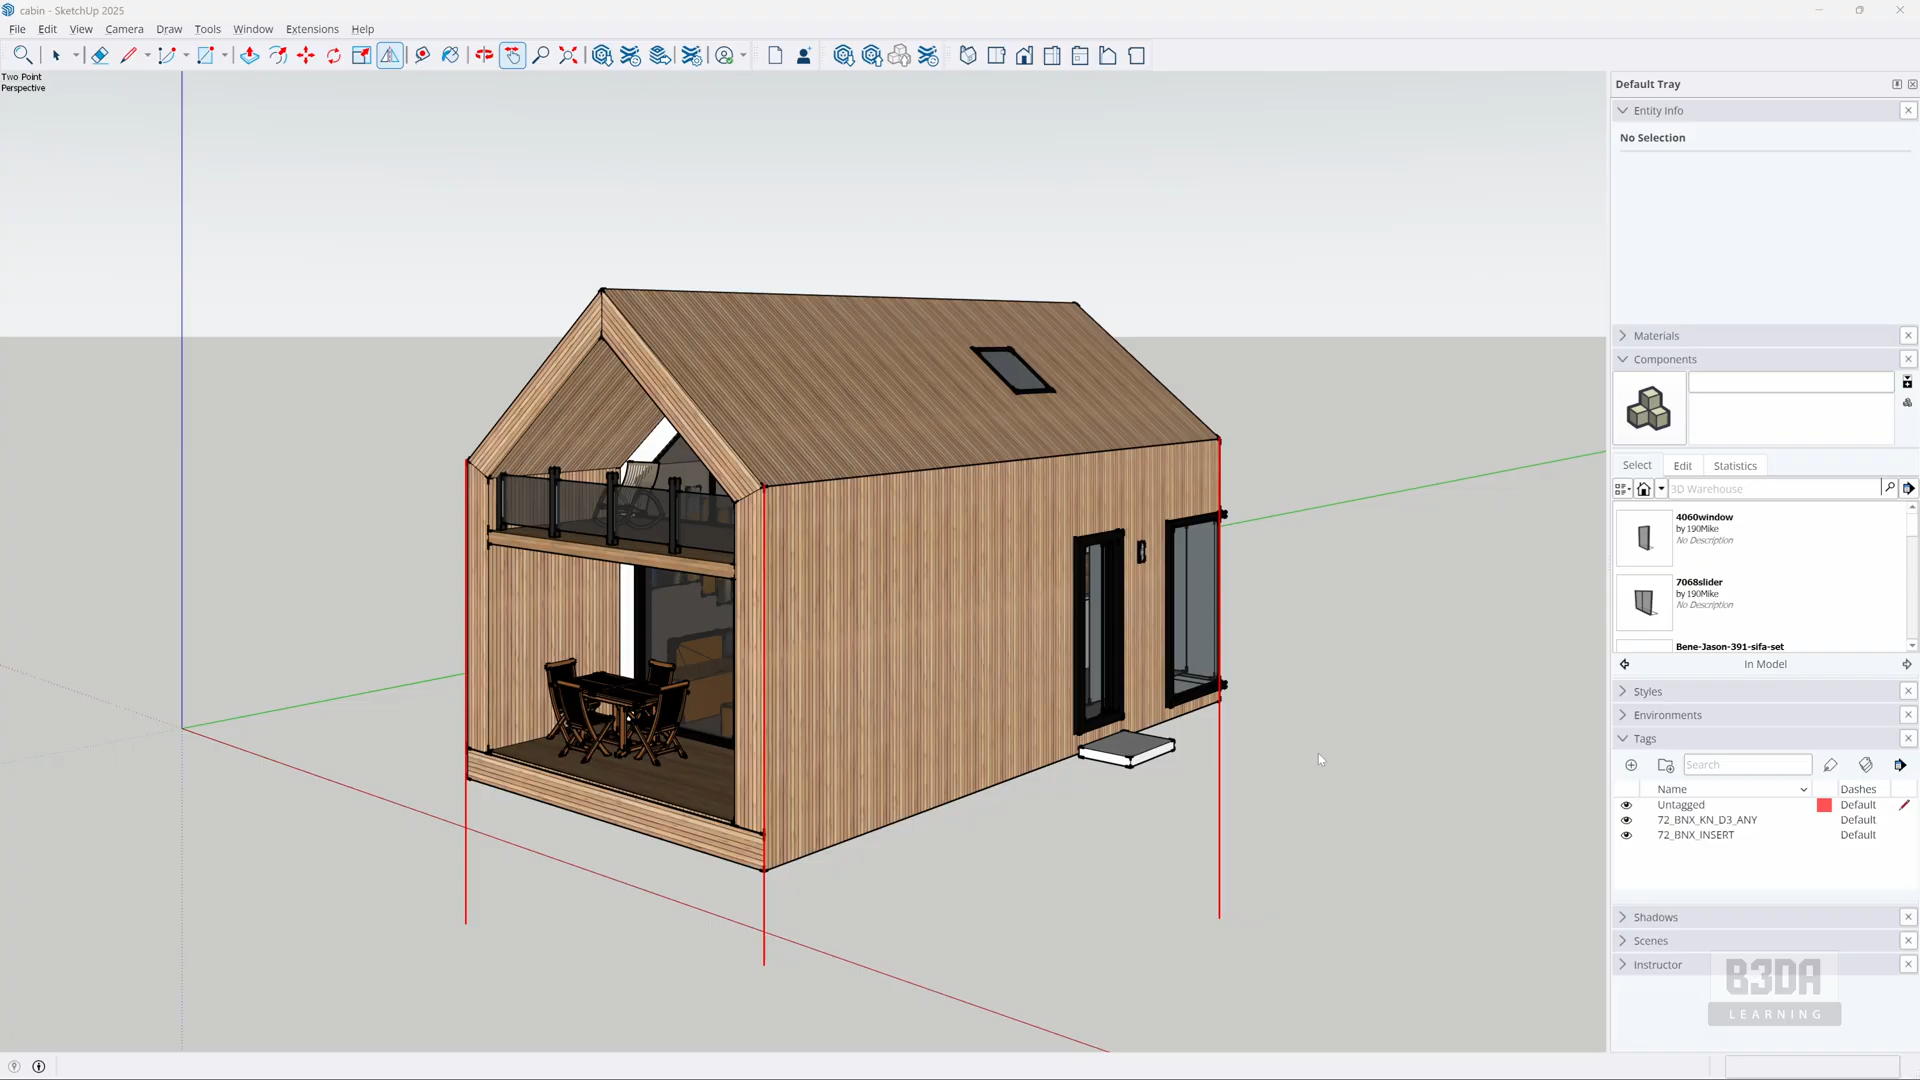 cabin - SketchUp 2025
File Edit View Camera Draw Tools Window Extensions Help
Two Point
Perspective
Default Tray
Entity Info
No Selection
Materials
Components
Select Edit Statistics
3D Warehouse
4060window
by 190Mike
No Description
7068slider
by 190Mike
No Description
Bene-Jason-391-sifa-set
In Model
Styles
Environments
Tags
Search
Name Dashes
Untagged Default
72_BNX_KN_D3_ANY Default
72_BNX_INSERT Default
Shadows
Scenes
Instructor
B3DA
LEARNING